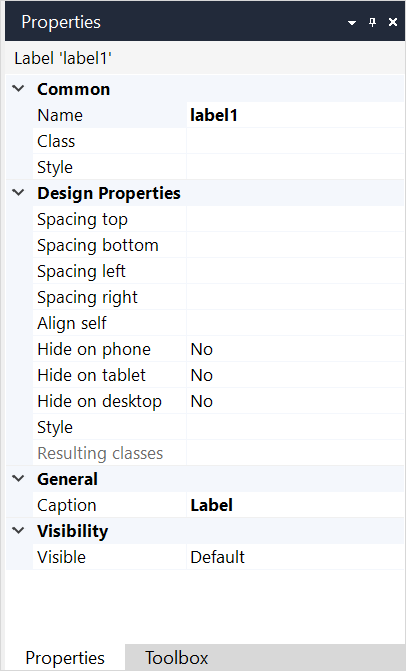 Properties
Label 'label1'
Common
Name label1
Class
Style
Design Properties
Spacing top
Spacing bottom
Spacing left
Spacing right
Align self
Hide on phone No
Hide on tablet No
Hide on desktop No
Style
Resulting classes
General
Caption Label
Visibility
Visible Default
Properties Toolbox